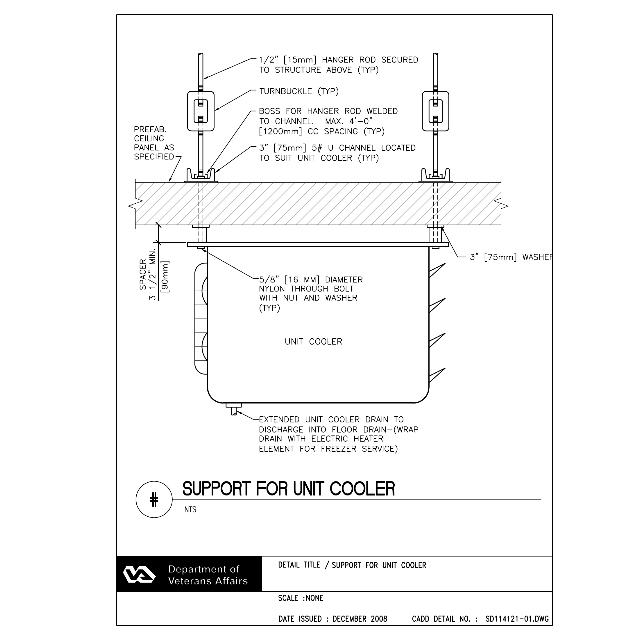 1/2" [15mm] HANGER ROD SECURED
TO STRUCTURE ABOVE (TYP)
TURNBUCKLE (TYP)
BOSS FOR HANGER ROD WELDED
TO CHANNEL. MAX. 4'-0"
[1200mm] CC SPACING (TYP)
PREFAB.
CEILING
PANEL AS
SPECIFIED
3" [75mm] 5# U CHANNEL LOCATED
TO SUIT UNIT COOLER (TYP)
3" [75mm] WASHER
SPACER
3 1/2" MIN.
[90mm]
5/8" [16 MM] DIAMETER
NYLON THROUGH BOLT
WITH NUT AND WASHER
(TYP)
UNIT COOLER
EXTENDED UNIT COOLER DRAIN TO
DISCHARGE INTO FLOOR DRAIN-(WRAP
DRAIN WITH ELECTRIC HEATER
ELEMENT FOR FREEZER SERVICE)
#
SUPPORT FOR UNIT COOLER
NTS
VA
Department of
Veterans Affairs
DETAIL TITLE / SUPPORT FOR UNIT COOLER
SCALE :NONE
DATE ISSUED : DECEMBER 2008
CADD DETAIL NO. : SD114121-01.DWG